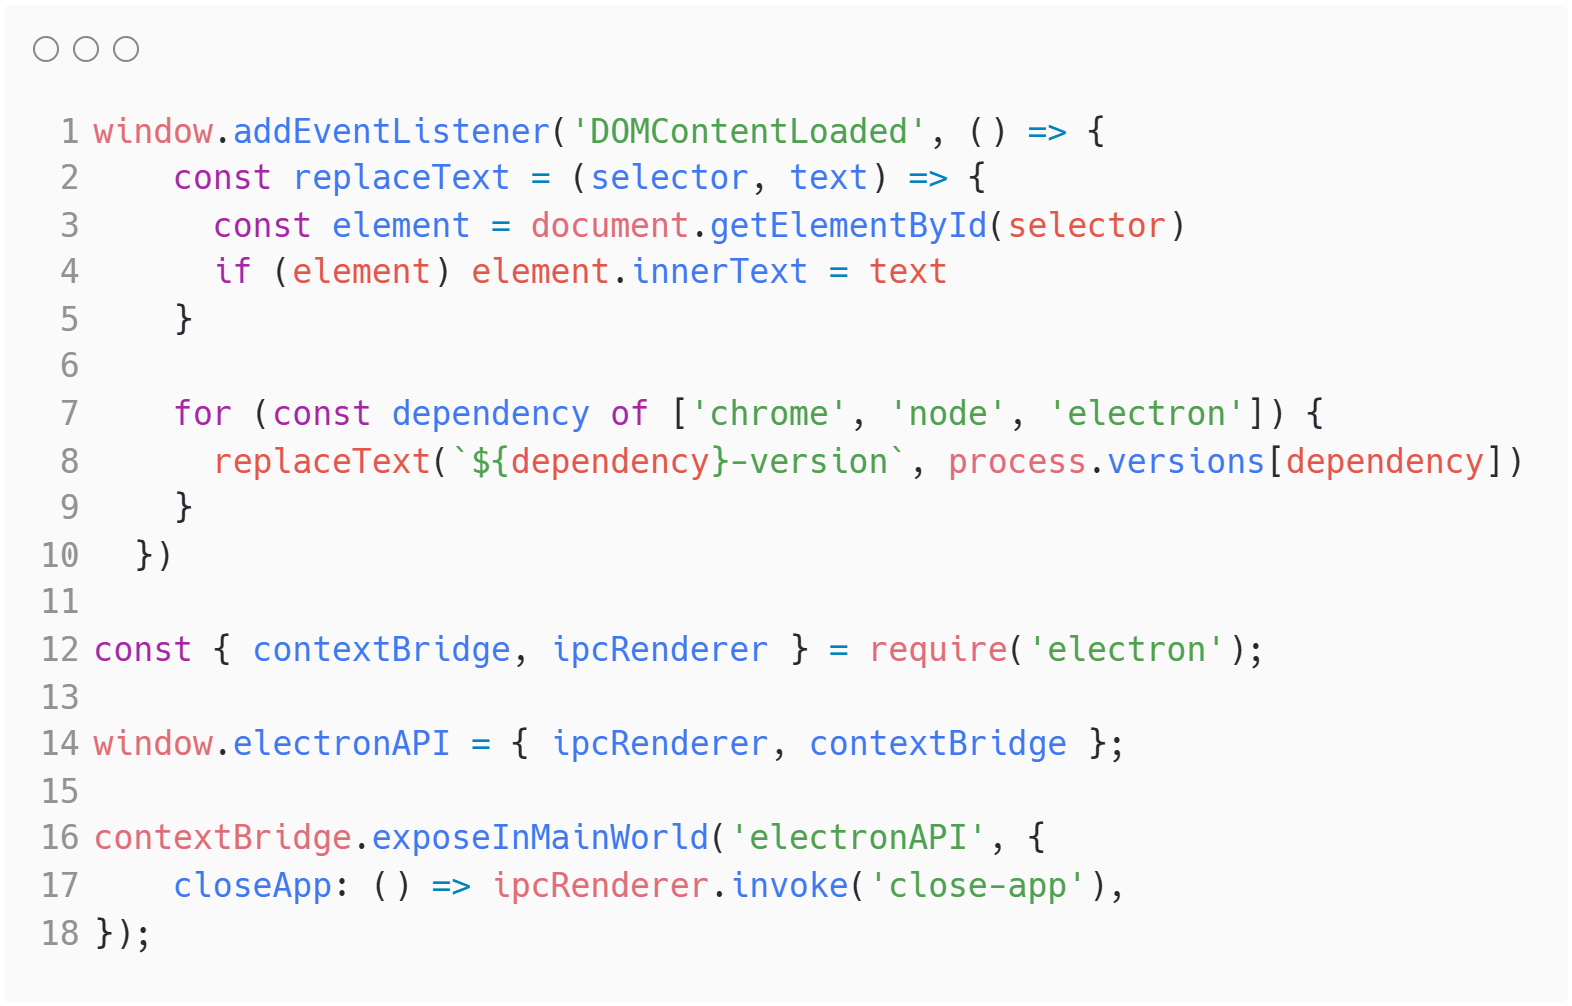 1 window.addEventListener('DOMContentLoaded', () => {
2     const replaceText = (selector, text) => {
3       const element = document.getElementById(selector)
4       if (element) element.innerText = text
5     }
6
7     for (const dependency of ['chrome', 'node', 'electron']) {
8       replaceText(`${dependency}-version`, process.versions[dependency])
9     }
10   })
11
12 const { contextBridge, ipcRenderer } = require('electron');
13
14 window.electronAPI = { ipcRenderer, contextBridge };
15
16 contextBridge.exposeInMainWorld('electronAPI', {
17     closeApp: () => ipcRenderer.invoke('close-app'),
18 });